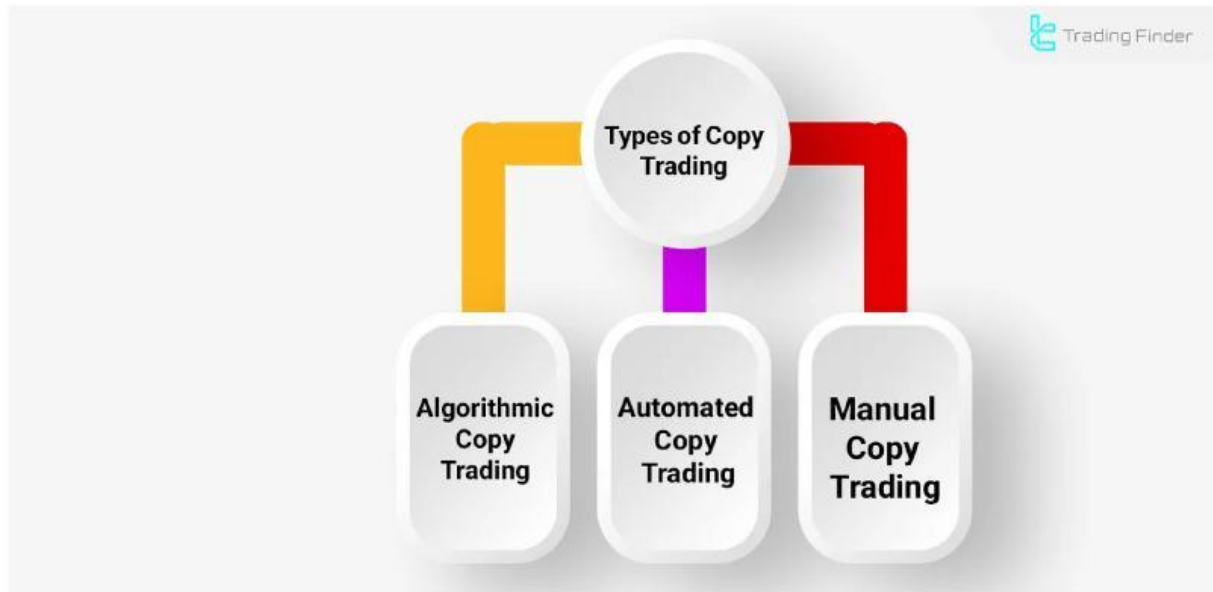 Trading Finder
Types of Copy
Trading
Algorithmic
Copy
Trading
Automated
Copy
Trading
Manual
Copy
Trading